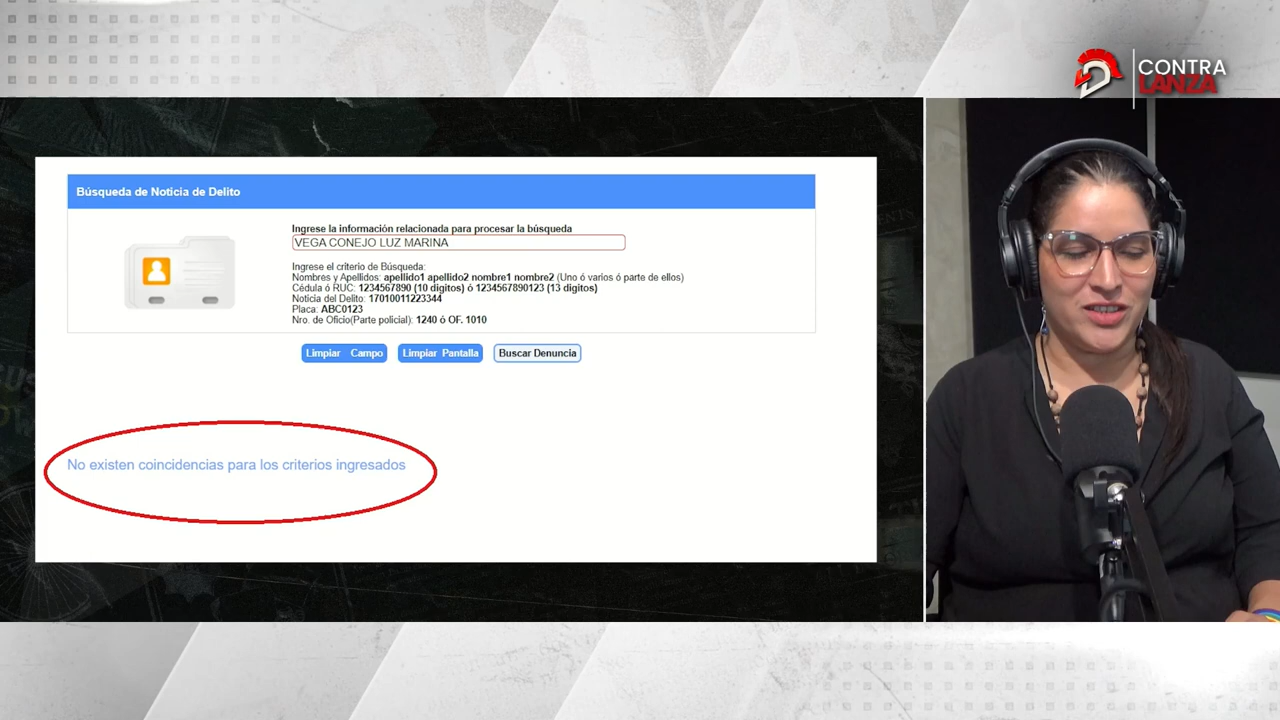 CONTRA
LANZA
Búsqueda de Noticia de Delito
Ingrese la información relacionada para procesar la búsqueda
VEGA CONEJO LUZ MARINA
Ingrese el criterio de Búsqueda:
Nombres y Apellidos: apellido1 apellido2 nombre1 nombre2 (Uno ó varios ó parte de ellos)
Cédula ó RUC: 1234567890 (10 digitos) ó 1234567890123 (13 digitos)
Noticia del Delito: 17010011223344
Placa: ABC0123
Nro. de Oficio(Parte policial): 1240 ó OF. 1010
Limpiar Campo Limpiar Pantalla Buscar Denuncia
No existen coincidencias para los criterios ingresados